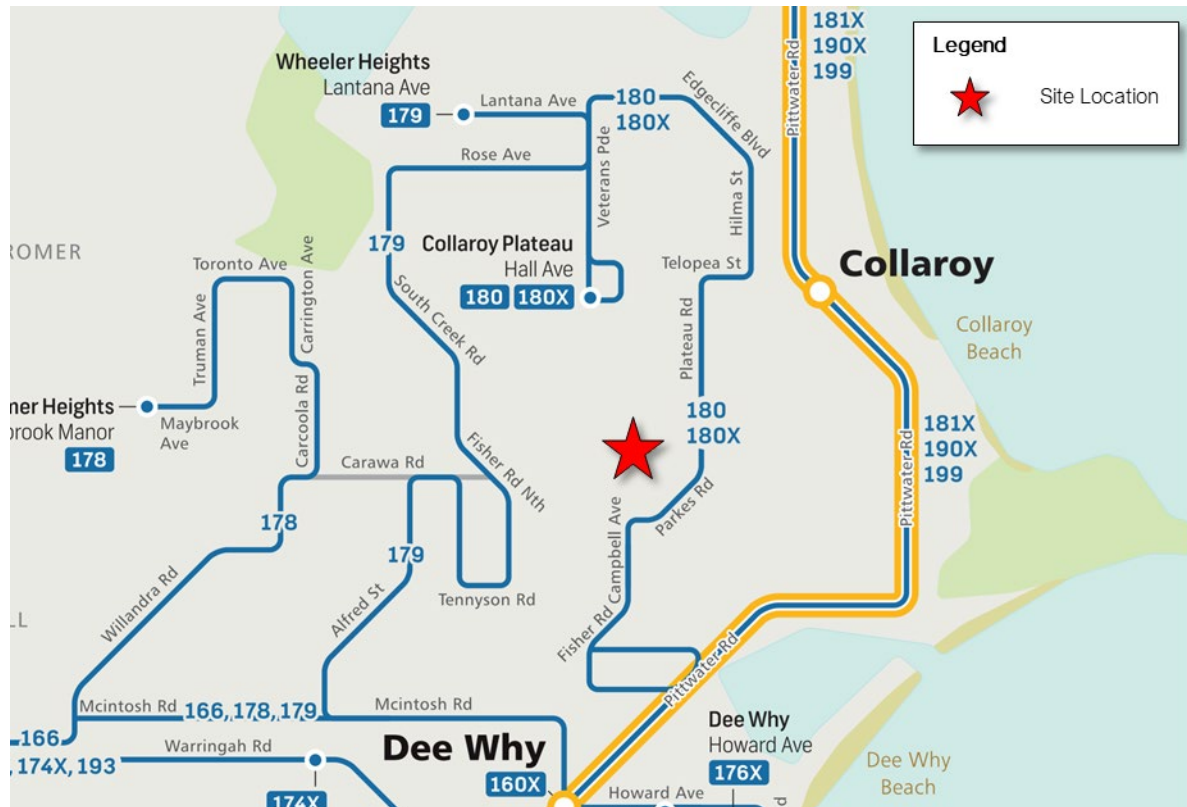 181X
190X
199
Pittwater Rd
Legend
Site Location
Wheeler Heights
Lantana Ave
179
Lantana Ave
180
180X
Edgecliffe Blvd
Rose Ave
Veterans Pde
Hilma St
ROMER
Toronto Ave
Carrington Ave
179
Collaroy Plateau
Hall Ave
180 180X
Telopea St
Collaroy
Truman Ave
South Creek Rd
Plateau Rd
Collaroy
Beach
mer Heights
brook Manor
178
Maybrook
Ave
Carcoola Rd
Carawa Rd
Fisher Rd Nth
180
180X
181X
190X
199
Pittwater Rd
Parkes Rd
Campbell Ave
178
179
Willandra Rd
Alfred St
Tennyson Rd
Fisher Rd
LL
Pittwater Rd
Mcintosh Rd
166, 178, 179
Mcintosh Rd
166
, 174X, 193
Warringah Rd
174X
Dee Why
160X
Dee Why
Howard Ave
176X
Howard Ave
Dee Why
Beach